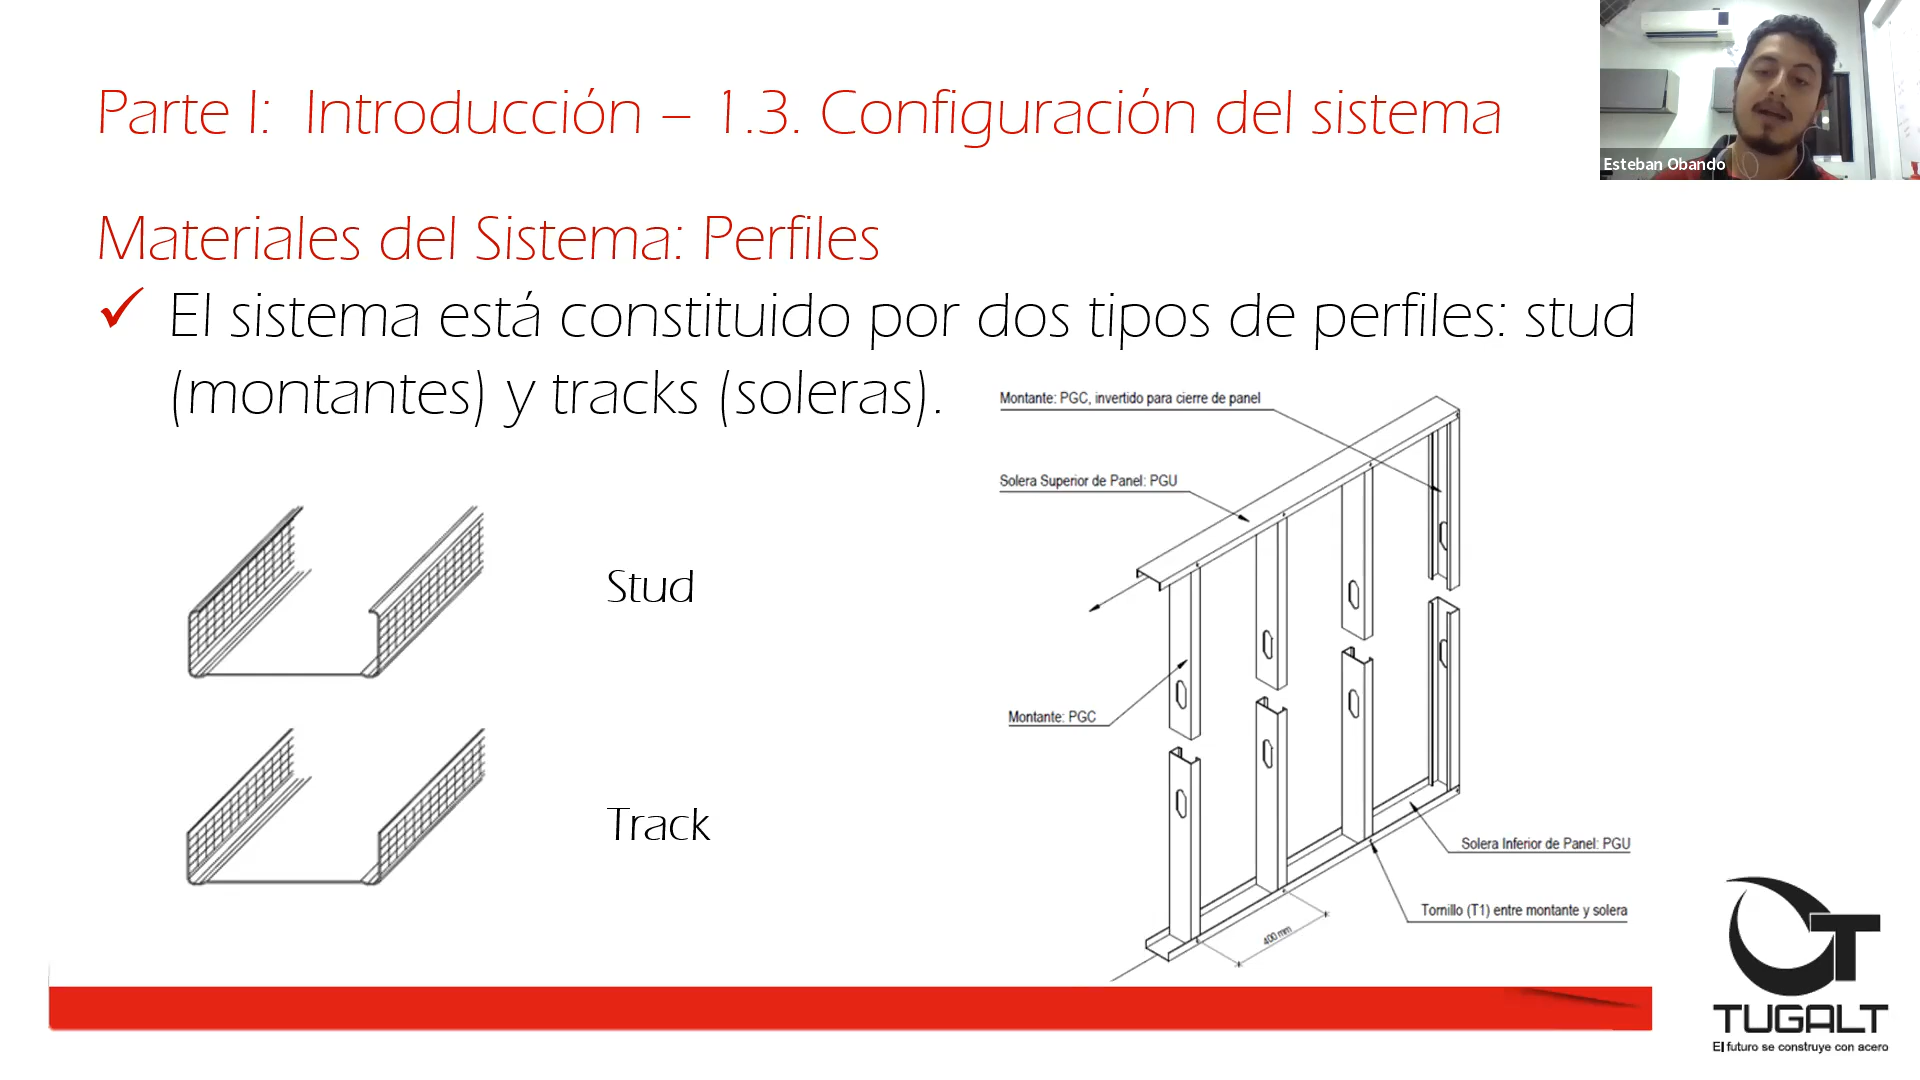 Parte I:  Introducción – 1.3. Configuración del sistema
Esteban Obando
Materiales del Sistema: Perfiles
✓ El sistema está constituido por dos tipos de perfiles: stud
(montantes) y tracks (soleras).
Montante: PGC, invertido para cierre de panel
Solera Superior de Panel: PGU
Stud
Montante: PGC
Track
Solera Inferior de Panel: PGU
Tornillo (T1) entre montante y solera
400 mm
TUGALT
El futuro se construye con acero